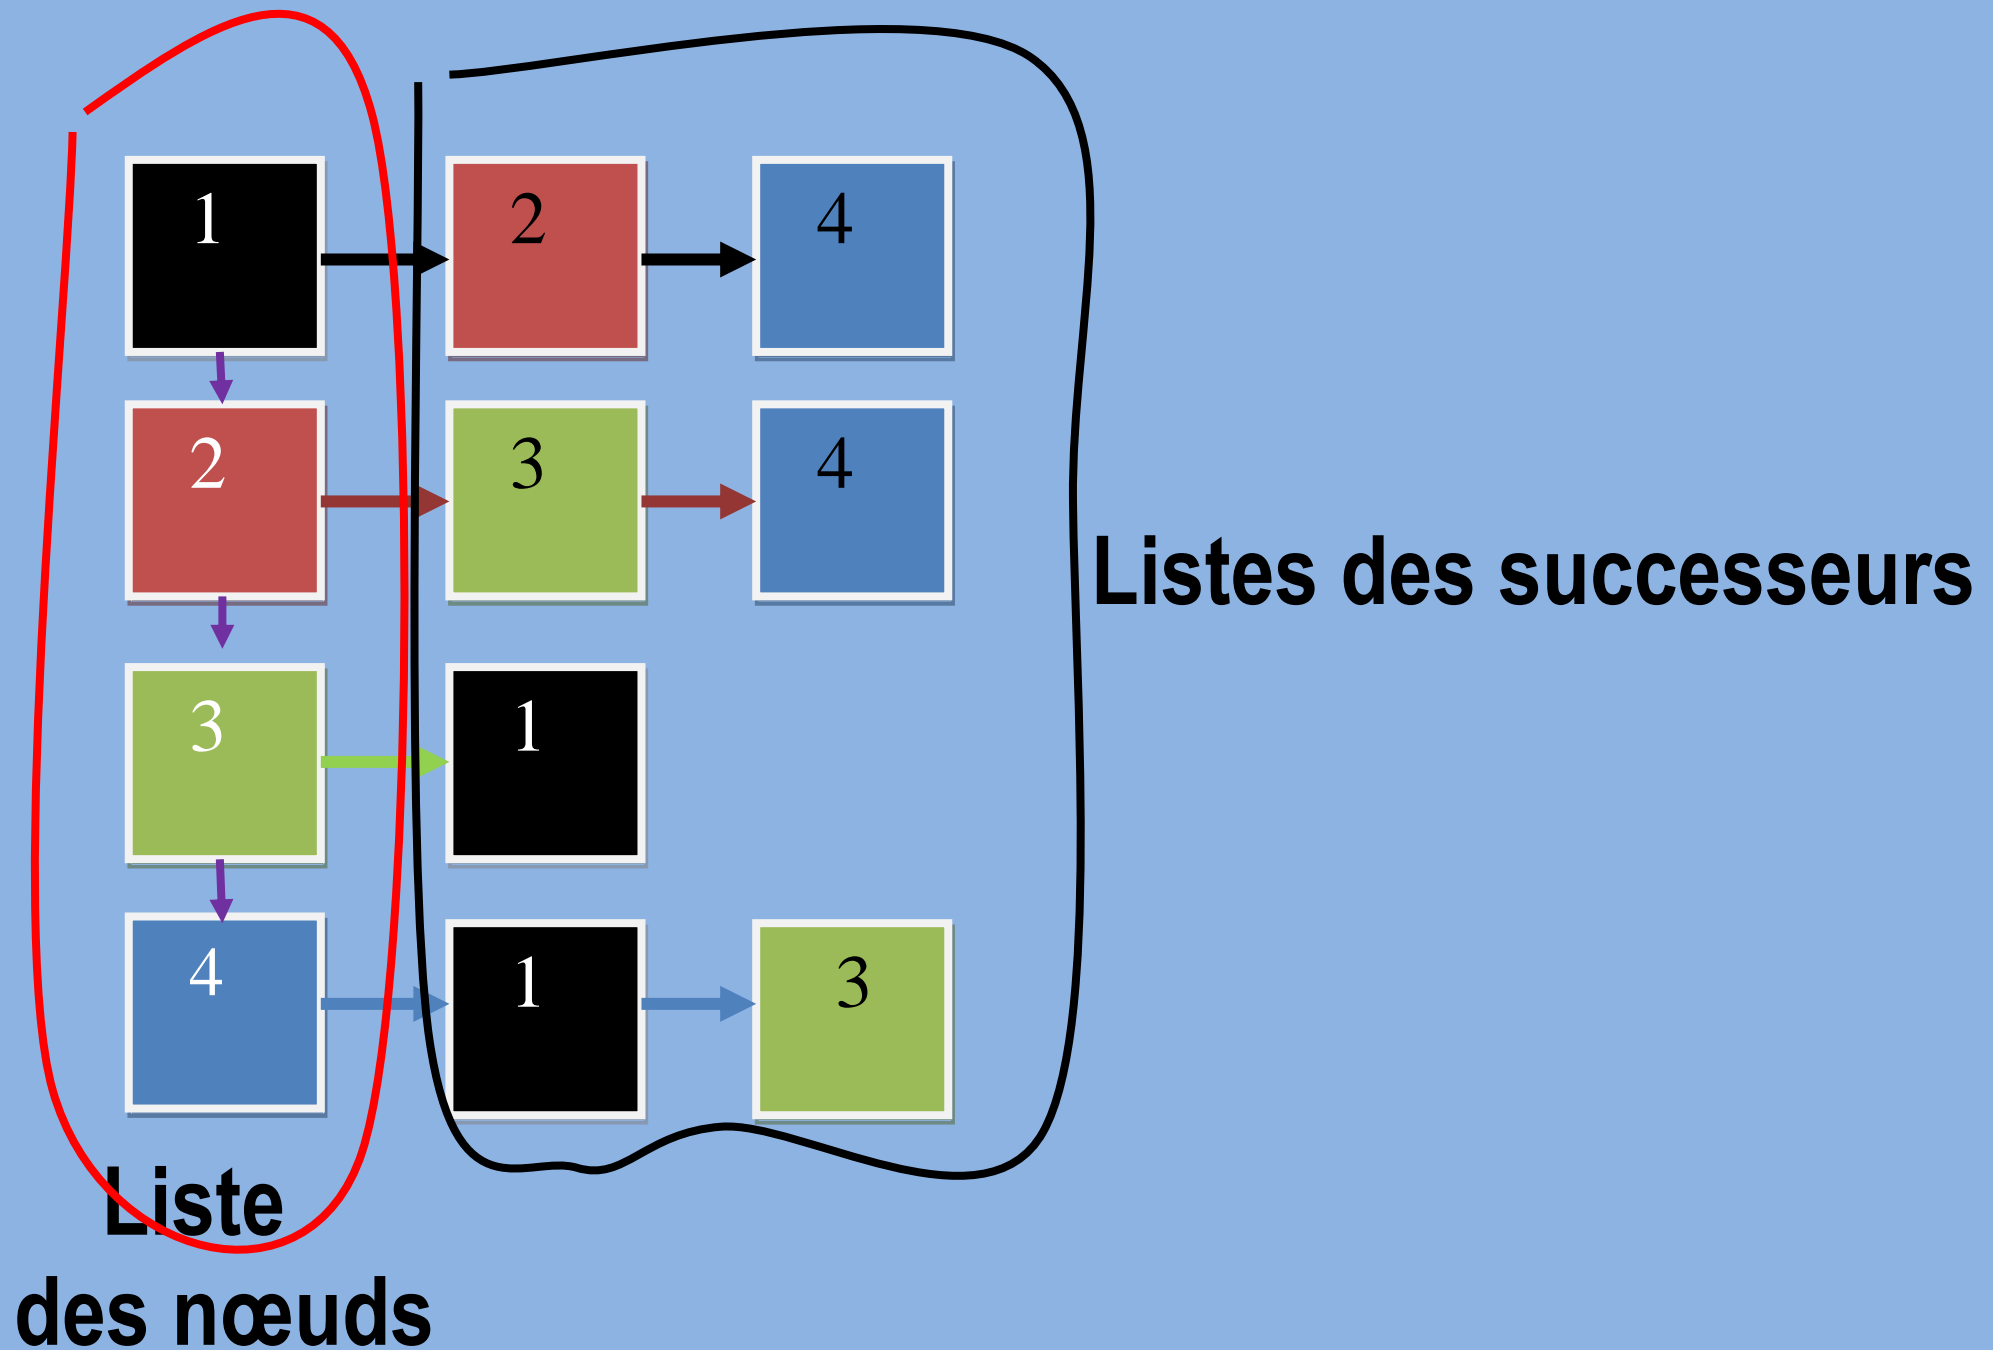 1 2 4
2 3 4
Listes des successeurs
3 1
4 1 3
Liste
des nœuds